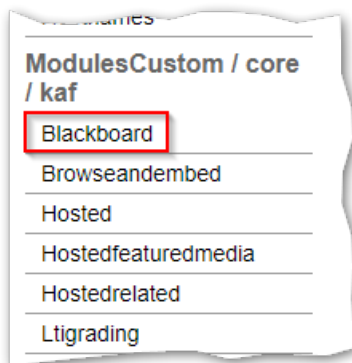 ModulesCustom / core
/ kaf
Blackboard
Browseandembed
Hosted
Hostedfeaturedmedia
Hostedrelated
Ltigrading